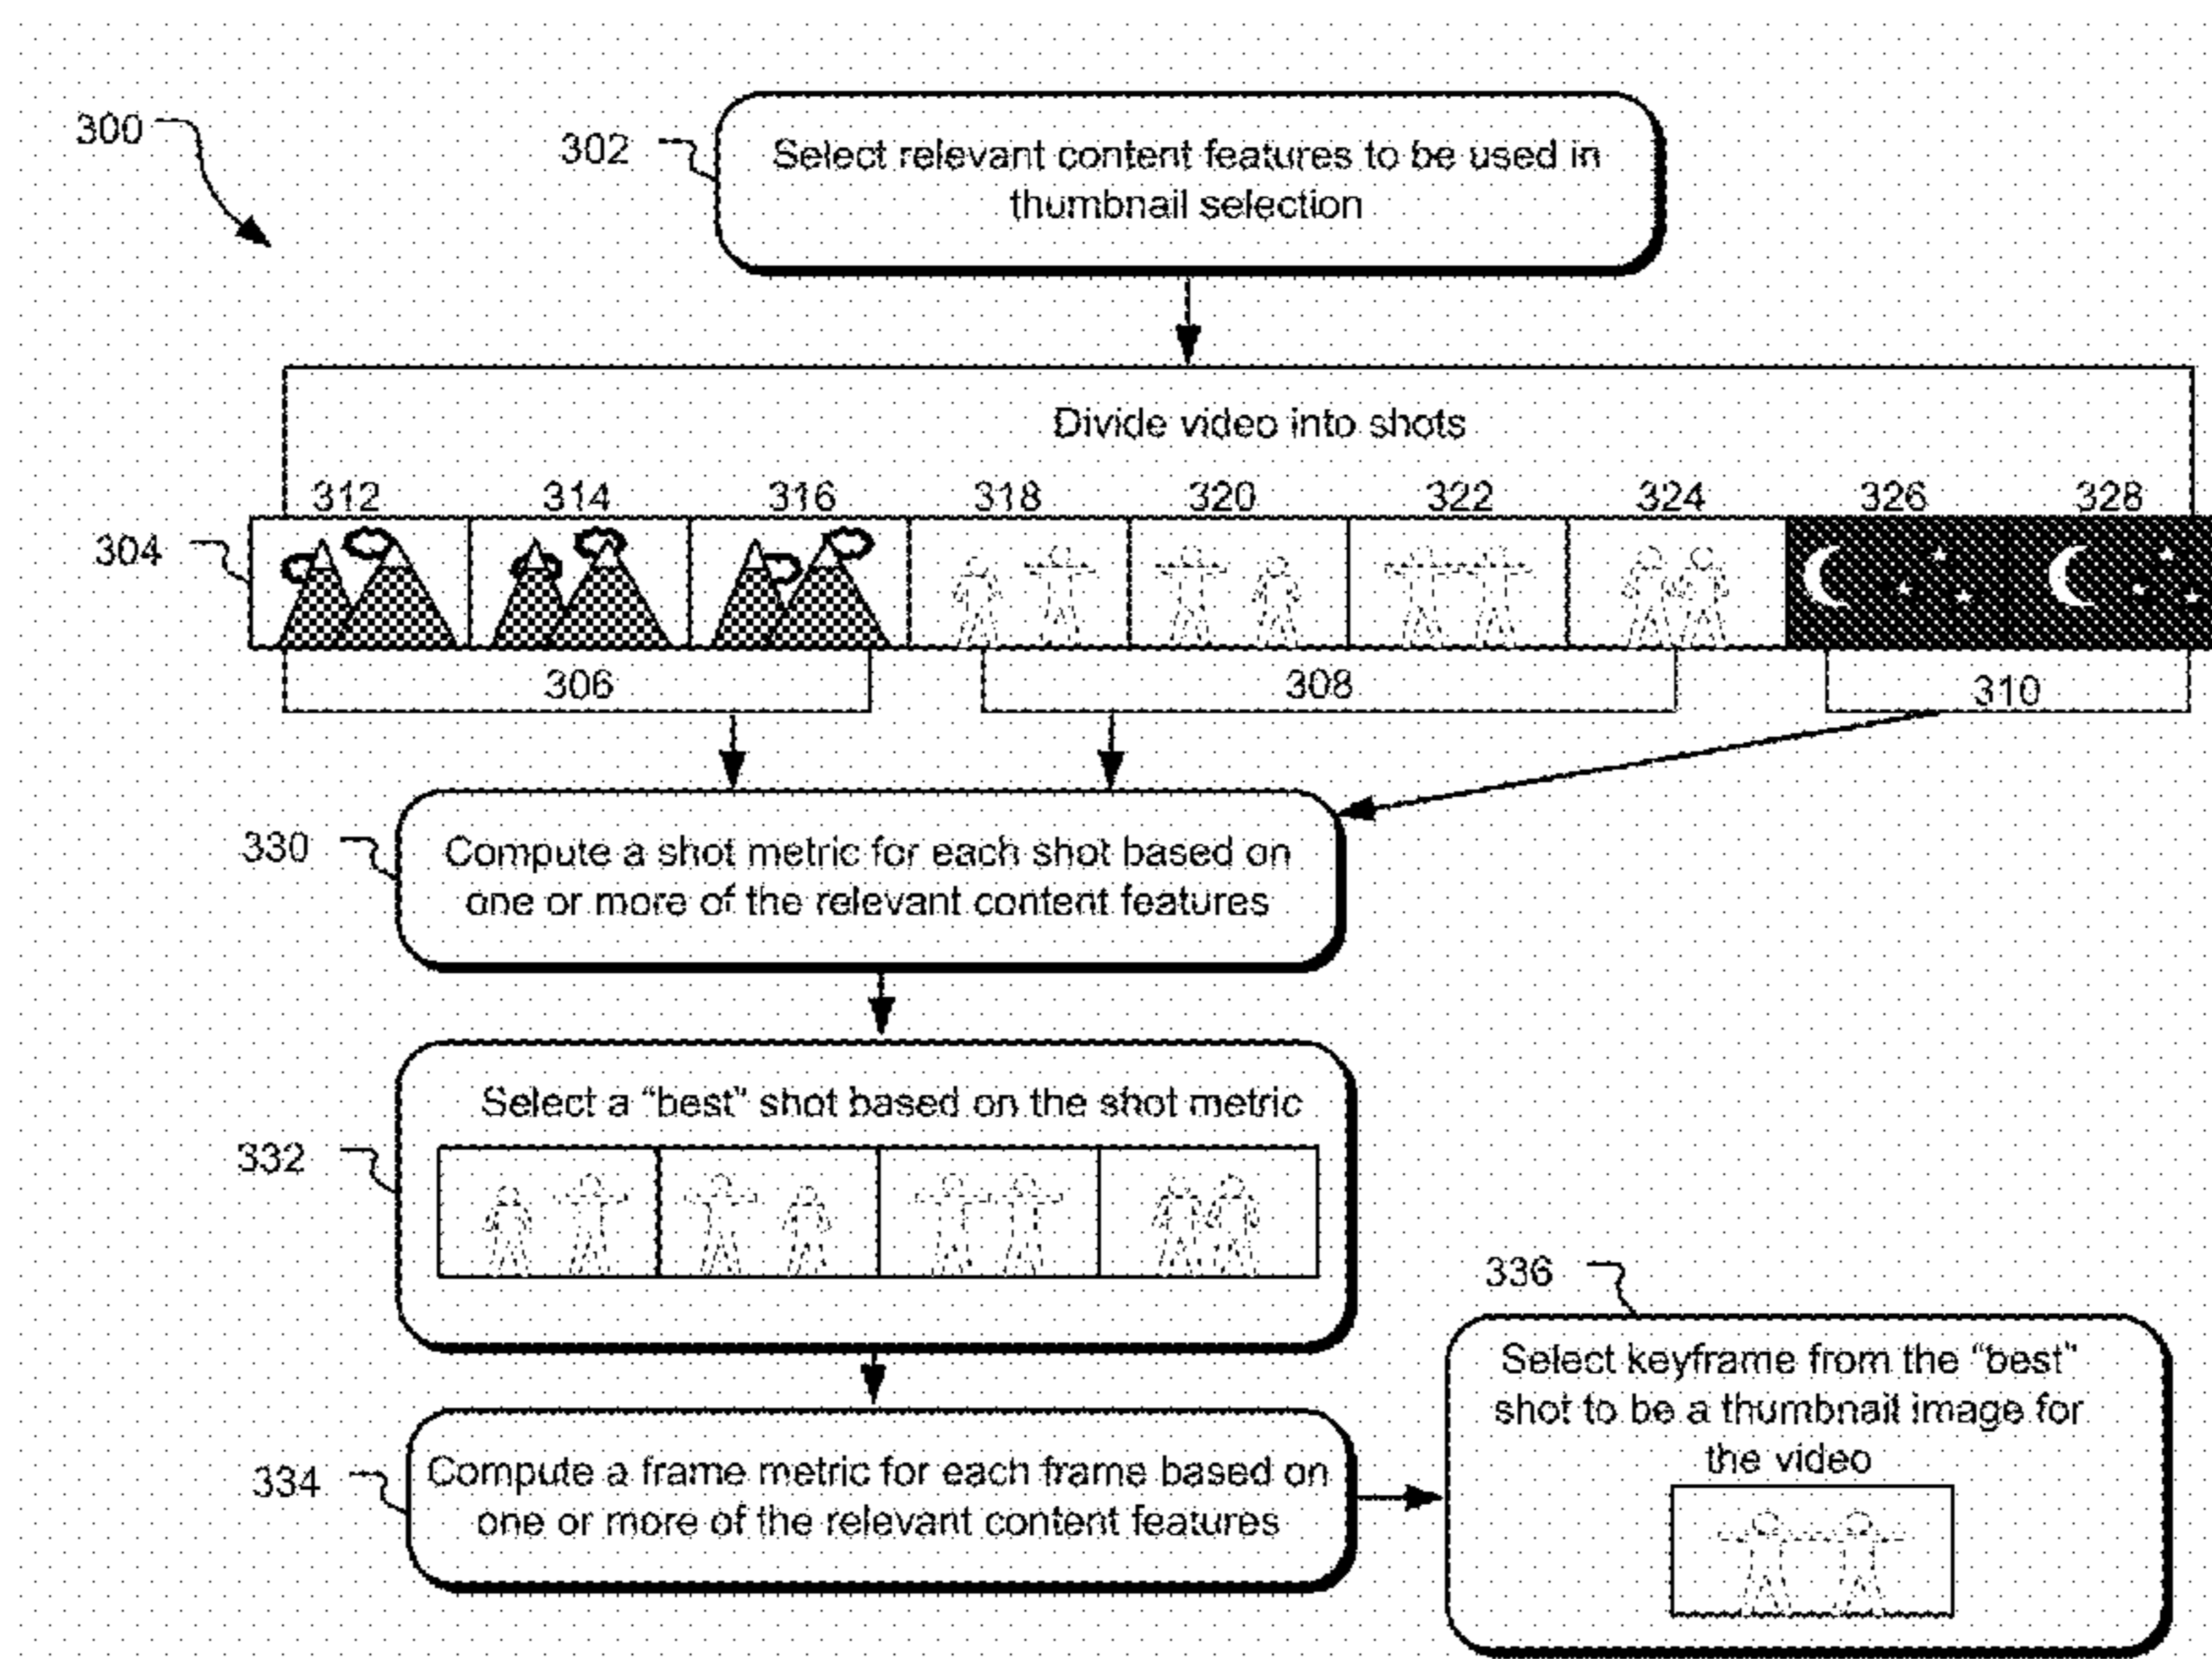 300
302
Select relevant content features to be used in
thumbnail selection
Divide video into shots
312 314 316 318 320 322 324 326 328
304
306 308 310
330
Compute a shot metric for each shot based on
one or more of the relevant content features
Select a “best” shot based on the shot metric
332
336
Select keyframe from the “best”
shot to be a thumbnail image for
the video
334
Compute a frame metric for each frame based on
one or more of the relevant content features